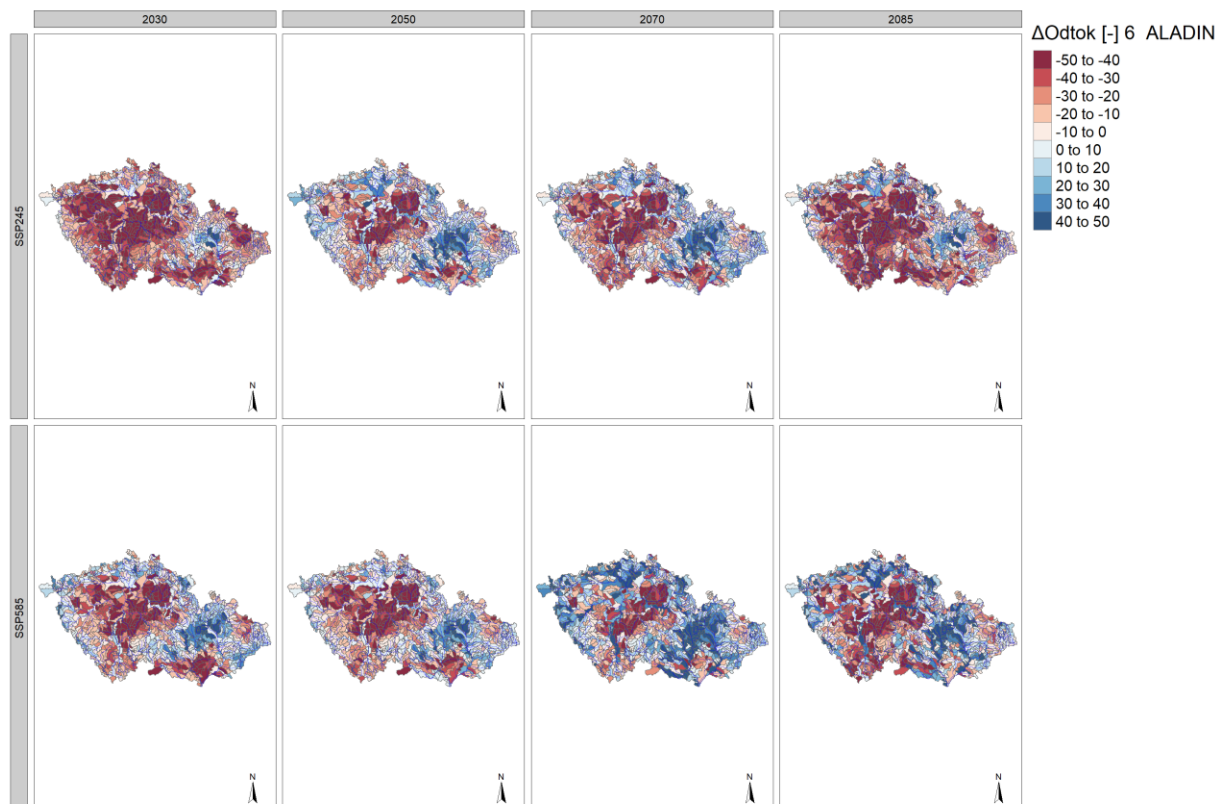 2030 2050 2070 2085
ΔOdtok [-] 6 ALADIN
-50 to -40
-40 to -30
-30 to -20
-20 to -10
-10 to 0
0 to 10
10 to 20
20 to 30
30 to 40
40 to 50
SSP245
N N N N
SSP585
N N N N